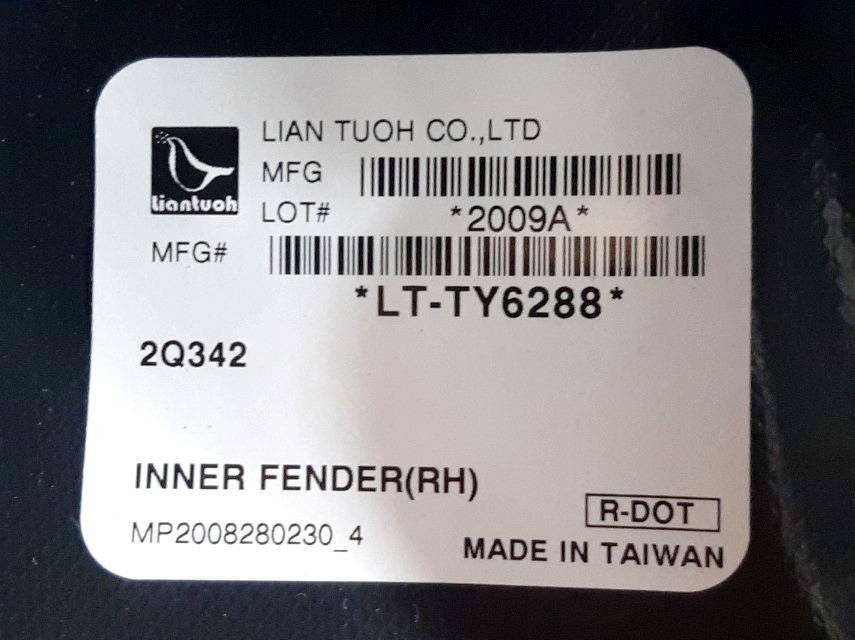 LIAN TUOH CO.,LTD
liantuoh
MFG
LOT#
*2009A*
MFG#
*LT-TY6288*
2Q342
INNER FENDER(RH)
R-DOT
MP2008280230_4
MADE IN TAIWAN